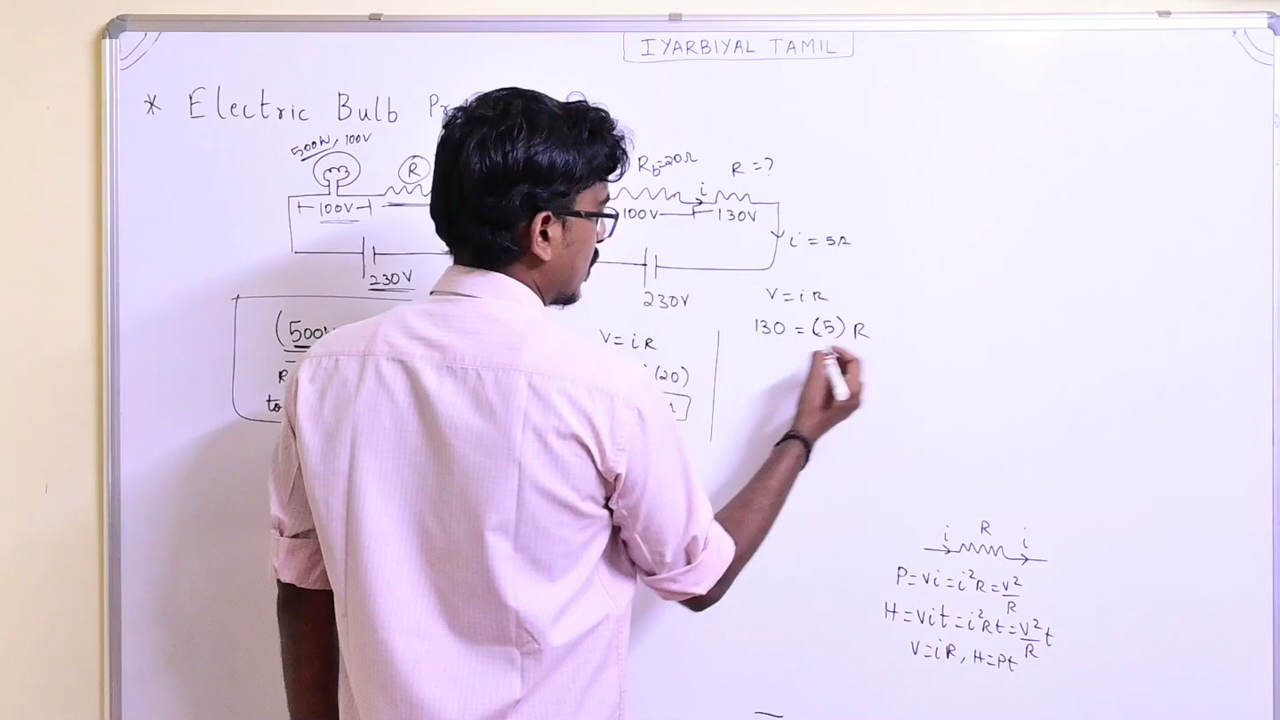 IYARBIYAL TAMIL
* Electric Bulb
500W, 100V
R
100V
230V
R_b=20Ω
R=?
i
100V
130V
i = 5A
230V
(500W
R
to
V=iR
(20)
V=iR
130=(5)R
i R i
P=Vi=i²R=V²/R
H=Vit=i²Rt=V²/R t
V=iR, H=Pt